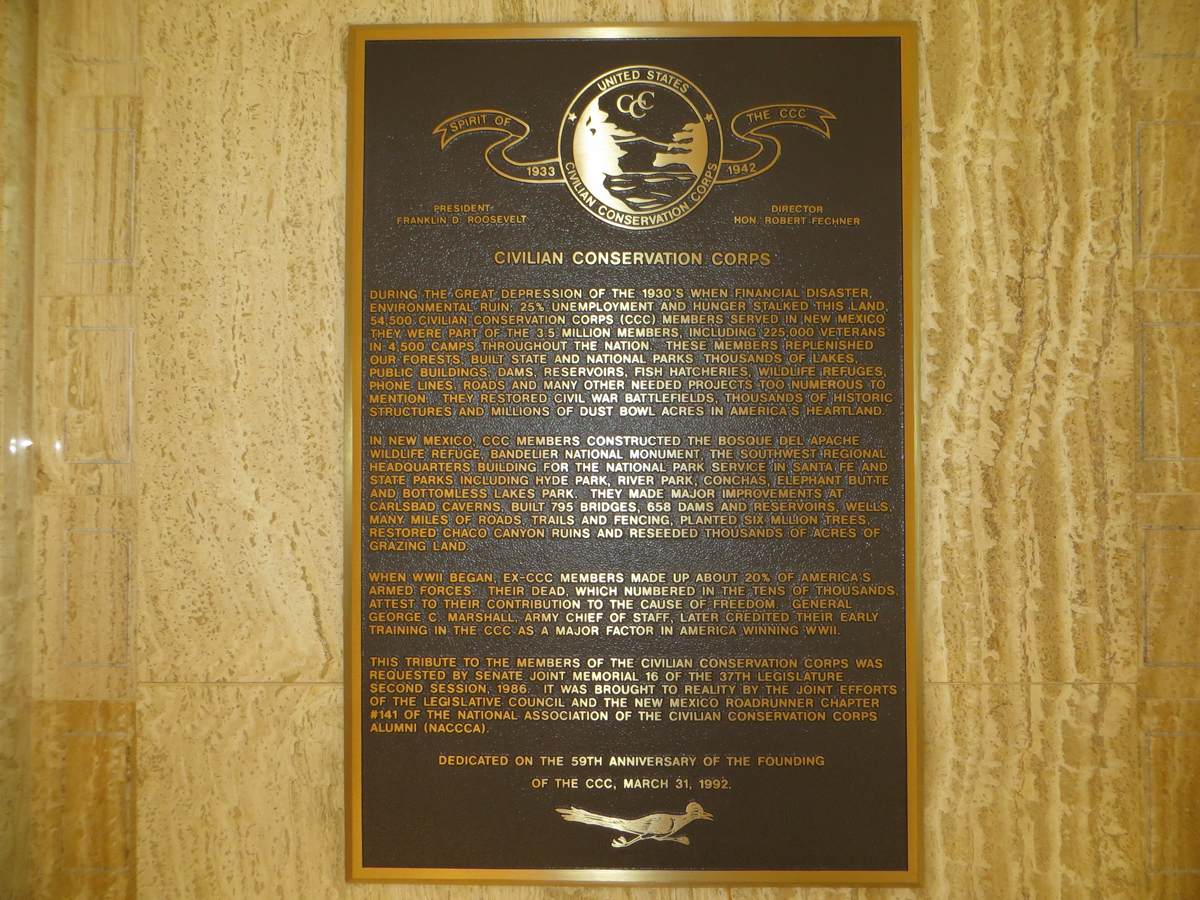 UNITED STATES
CCC
SPIRIT OF
THE CCC
1933
1942
CIVILIAN CONSERVATION CORPS
PRESIDENT
FRANKLIN D. ROOSEVELT
DIRECTOR
HON. ROBERT FECHNER
CIVILIAN CONSERVATION CORPS
DURING THE GREAT DEPRESSION OF THE 1930'S WHEN FINANCIAL DISASTER,
ENVIRONMENTAL RUIN, 25% UNEMPLOYMENT AND HUNGER STALKED THIS LAND,
54,500 CIVILIAN CONSERVATION CORPS (CCC) MEMBERS SERVED IN NEW MEXICO
THEY WERE PART OF THE 3.5 MILLION MEMBERS, INCLUDING 225,000 VETERANS
IN 4,500 CAMPS THROUGHOUT THE NATION. THESE MEMBERS REPLENISHED
OUR FORESTS, BUILT STATE AND NATIONAL PARKS, THOUSANDS OF LAKES,
PUBLIC BUILDINGS, DAMS, RESERVOIRS, FISH HATCHERIES, WILDLIFE REFUGES,
PHONE LINES, ROADS AND MANY OTHER NEEDED PROJECTS TOO NUMEROUS TO
MENTION. THEY RESTORED CIVIL WAR BATTLEFIELDS, THOUSANDS OF HISTORIC
STRUCTURES AND MILLIONS OF DUST BOWL ACRES IN AMERICA'S HEARTLAND.
IN NEW MEXICO, CCC MEMBERS CONSTRUCTED THE BOSQUE DEL APACHE
WILDLIFE REFUGE, BANDELIER NATIONAL MONUMENT, THE SOUTHWEST REGIONAL
HEADQUARTERS BUILDING FOR THE NATIONAL PARK SERVICE IN SANTA FE AND
STATE PARKS INCLUDING HYDE PARK, RIVER PARK, CONCHAS, ELEPHANT BUTTE
AND BOTTOMLESS LAKES PARK. THEY MADE MAJOR IMPROVEMENTS AT
CARLSBAD CAVERNS, BUILT 795 BRIDGES, 658 DAMS AND RESERVOIRS, WELLS,
MANY MILES OF ROADS, TRAILS AND FENCING, PLANTED SIX MLLION TREES,
RESTORED CHACO CANYON RUINS AND RESEEDED THOUSANDS OF ACRES OF
GRAZING LAND.
WHEN WWII BEGAN, EX-CCC MEMBERS MADE UP ABOUT 20% OF AMERICA'S
ARMED FORCES. THEIR DEAD, WHICH NUMBERED IN THE TENS OF THOUSANDS,
ATTEST TO THEIR CONTRIBUTION TO THE CAUSE OF FREEDOM. GENERAL
GEORGE C. MARSHALL, ARMY CHIEF OF STAFF, LATER CREDITED THEIR EARLY
TRAINING IN THE CCC AS A MAJOR FACTOR IN AMERICA WINNING WWII.
THIS TRIBUTE TO THE MEMBERS OF THE CIVILIAN CONSERVATION CORPS WAS
REQUESTED BY SENATE JOINT MEMORIAL 16 OF THE 37TH LEGISLATURE
SECOND SESSION, 1986. IT WAS BROUGHT TO REALITY BY THE JOINT EFFORTS
OF THE LEGISLATIVE COUNCIL AND THE NEW MEXICO ROADRUNNER CHAPTER
#141 OF THE NATIONAL ASSOCIATION OF THE CIVILIAN CONSERVATION CORPS
ALUMNI (NACCCA).
DEDICATED ON THE 59TH ANNIVERSARY OF THE FOUNDING
OF THE CCC, MARCH 31, 1992.